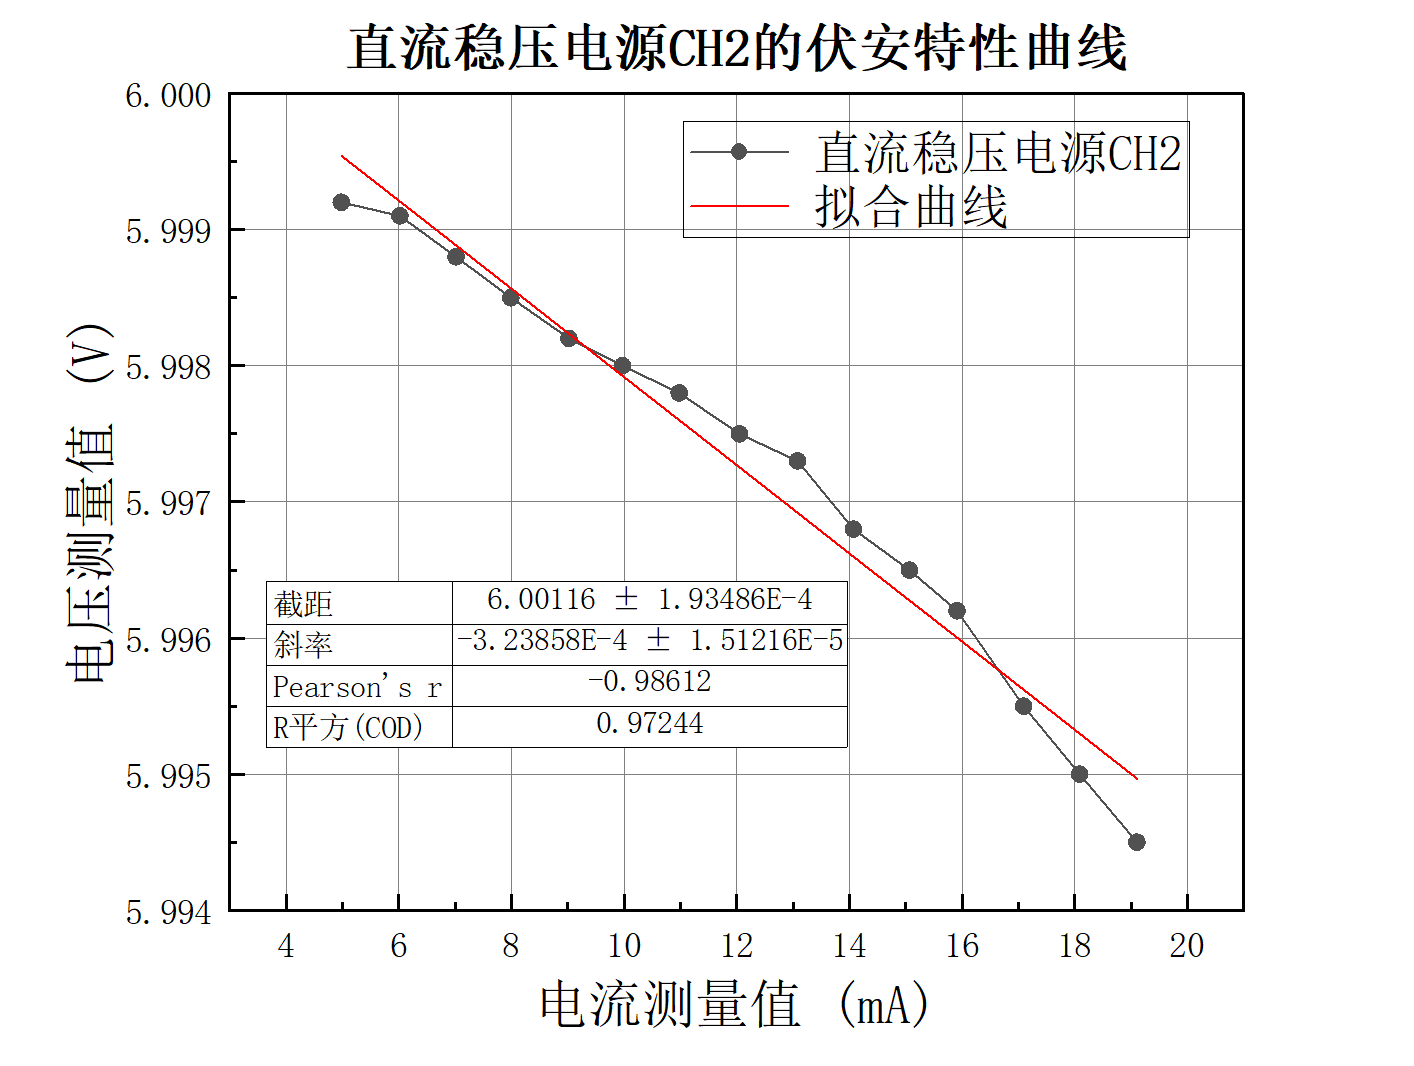 直流稳压电源CH2的伏安特性曲线
直流稳压电源CH2
拟合曲线
电压测量值 (V)
6.000
5.999
5.998
5.997
5.996
5.995
5.994
截距 6.00116 ± 1.93486E-4
斜率 -3.23858E-4 ± 1.51216E-5
Pearson's r -0.98612
R平方(COD) 0.97244
4 6 8 10 12 14 16 18 20
电流测量值 (mA)